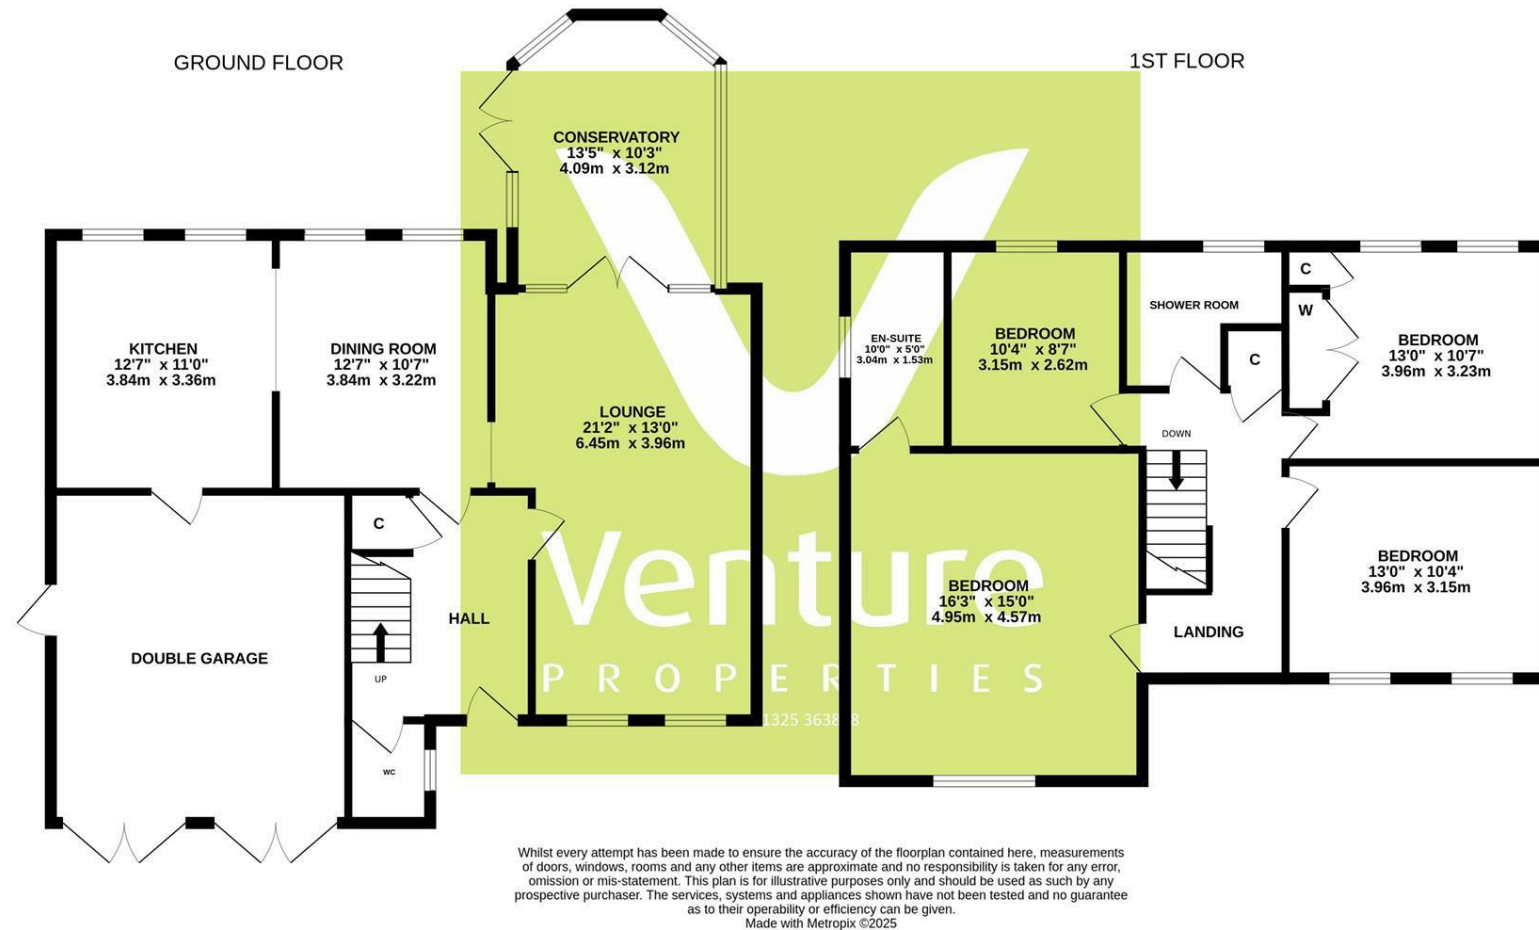 GROUND FLOOR
1ST FLOOR
CONSERVATORY
13'5" x 10'3"
4.09m x 3.12m
KITCHEN
12'7" x 11'0"
3.84m x 3.36m
DINING ROOM
12'7" x 10'7"
3.84m x 3.22m
LOUNGE
21'2" x 13'0"
6.45m x 3.96m
C
HALL
UP
DOUBLE GARAGE
WC
EN-SUITE
10'0" x 5'0"
3.04m x 1.53m
BEDROOM
10'4" x 8'7"
3.15m x 2.62m
SHOWER ROOM
C
W
C
BEDROOM
13'0" x 10'7"
3.96m x 3.23m
DOWN
BEDROOM
16'3" x 15'0"
4.95m x 4.57m
BEDROOM
13'0" x 10'4"
3.96m x 3.15m
LANDING
Venture
PROPERTIES
Whilst every attempt has been made to ensure the accuracy of the floorplan contained here, measurements
of doors, windows, rooms and any other items are approximate and no responsibility is taken for any error,
omission or mis-statement. This plan is for illustrative purposes only and should be used as such by any
prospective purchaser. The services, systems and appliances shown have not been tested and no guarantee
as to their operability or efficiency can be given.
Made with Metropix ©2025